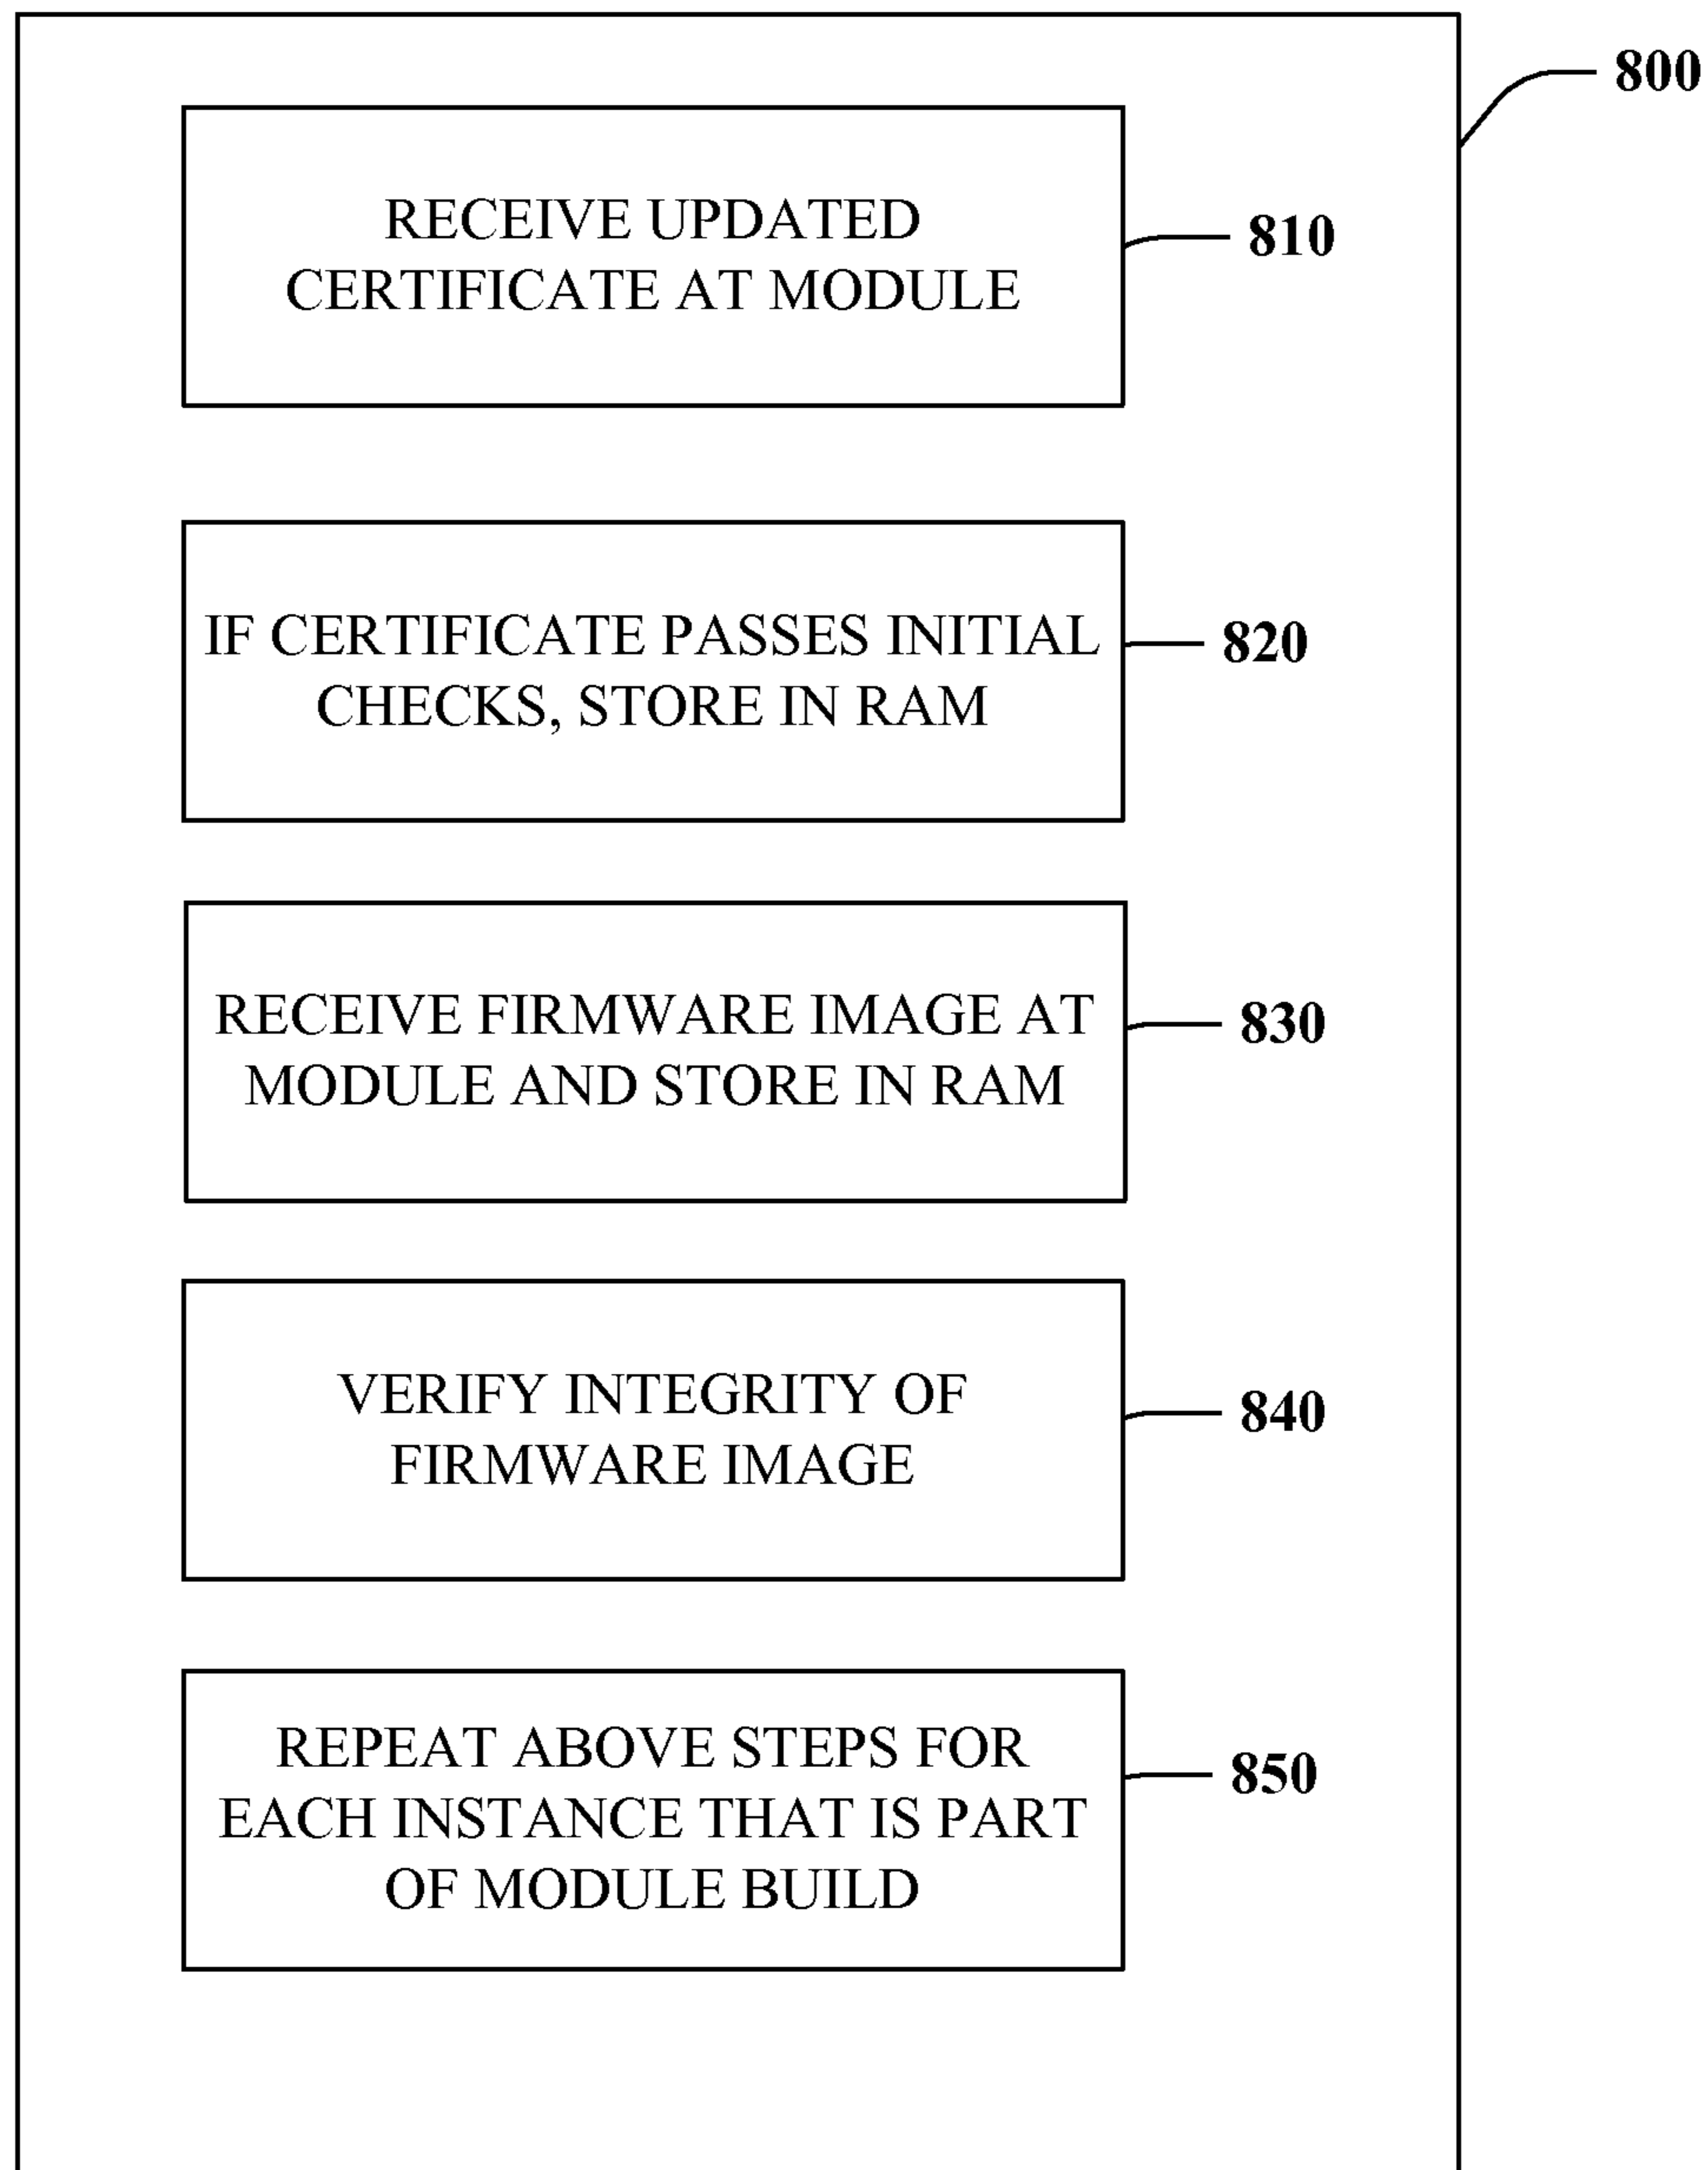 800
RECEIVE UPDATED
CERTIFICATE AT MODULE
810
IF CERTIFICATE PASSES INITIAL
CHECKS, STORE IN RAM
820
RECEIVE FIRMWARE IMAGE AT
MODULE AND STORE IN RAM
830
VERIFY INTEGRITY OF
FIRMWARE IMAGE
840
REPEAT ABOVE STEPS FOR
EACH INSTANCE THAT IS PART
OF MODULE BUILD
850